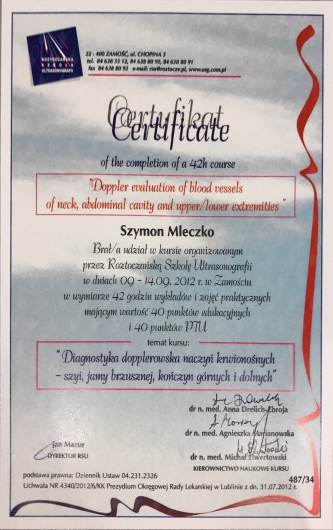 ROZTOCZAŃSKA
SZKOŁA
ULTRASONOGRAFII
22 - 400 ZAMOŚĆ, ul. CHOPINA 3
tel. 84 638 55 12, 84 638 80 90, 84 638 80 91
fax 84 638 80 92 e-mail: rsu@roztocze.pl, www.usg.com.pl
Certyfikat
Certificate
of the completion of a 42h course
"Doppler evaluation of blood vessels
of neck, abdominal cavity and upper/lower extremities"
Szymon Mleczko
Brał/a udział w kursie organizowanym
przez Roztoczańską Szkołę Ultrasonografii
w dniach 09 - 14.09. 2012 r. w Zamościu
w wymiarze 42 godzin wykładów i zajęć praktycznych
mającym wartość 40 punktów edukacyjnych
i 40 punktów PTU
temat kursu:
"Diagnostyka dopplerowska naczyń krwionośnych
- szyi, jamy brzusznej, kończyn górnych i dolnych"
dr n. med. Anna Drelich-Zbroja
dr n. med. Agnieszka Marianowska
Jan Mazur
DYREKTOR RSU
dr n. med. Michał Elwertowski
KIEROWNICTWO NAUKOWE KURSU
podstawa prawna: Dziennik Ustaw 04.231.2326
487/34
Uchwała NR 4340/2012/6/KK Prezydium Okręgowej Rady Lekarskiej w Lublinie z dn. 31.07.2012 r.